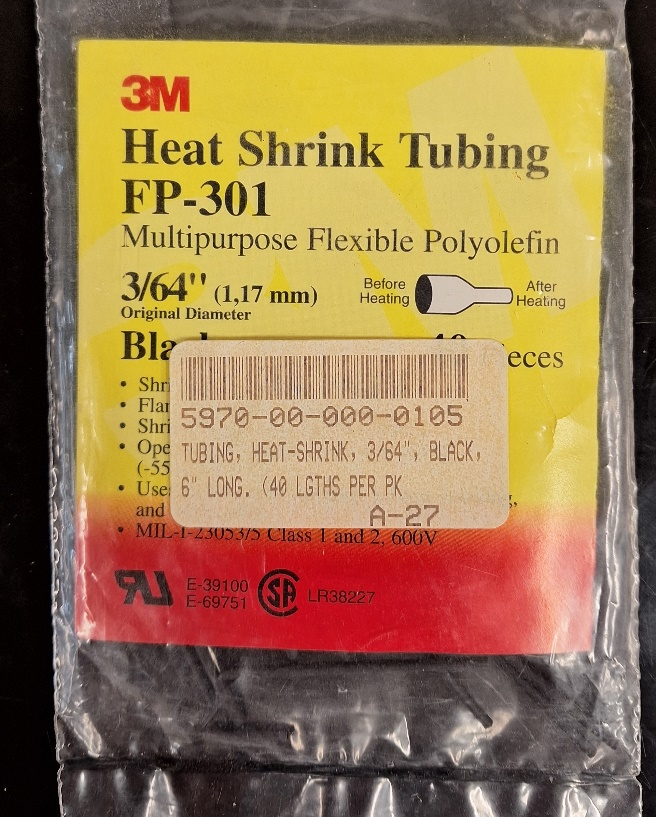 3M
Heat Shrink Tubing
FP-301
Multipurpose Flexible Polyolefin
3/64" (1,17 mm)
Original Diameter
Before
Heating
After
Heating
5970-00-000-0105
TUBING, HEAT-SHRINK, 3/64", BLACK,
6" LONG. (40 LGTHS PER PK
A-27
(-55
and
• MIL-I-23053/5 Class 1 and 2, 600V
E-39100
E-69751
LR38227